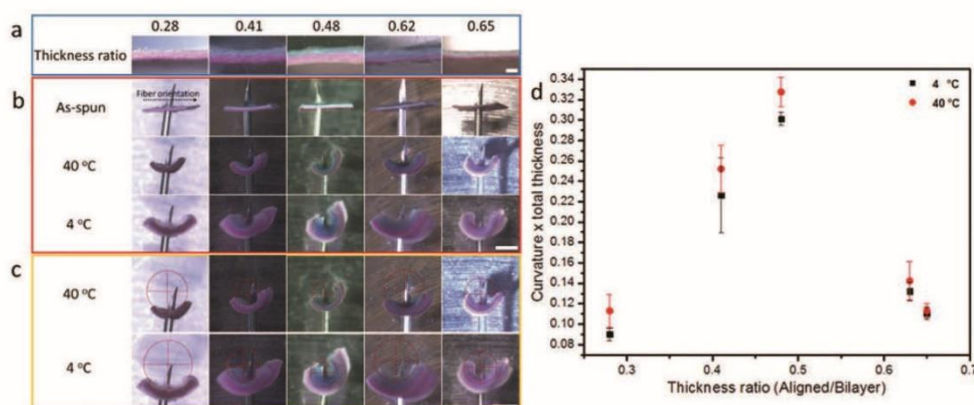 a
0.28 0.41 0.48 0.62 0.65
Thickness ratio
b
As-spun
Fiber orientation
40 °C
4 °C
c
40 °C
4 °C
d
4 °C
40 °C
Curvature x total thickness
0.34
0.32
0.30
0.28
0.26
0.24
0.22
0.20
0.18
0.16
0.14
0.12
0.10
0.08
0.3 0.4 0.5 0.6 0.7
Thickness ratio (Aligned/Bilayer)